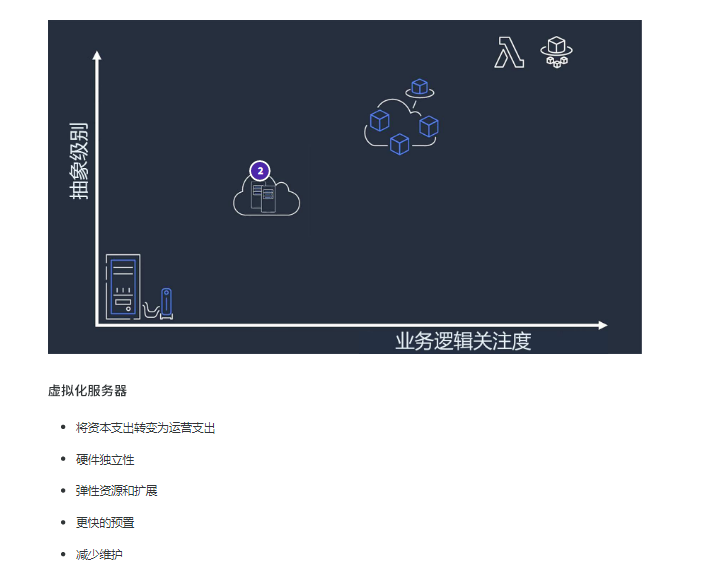 抽象级别
2
业务逻辑关注度
虚拟化服务器
将资本支出转变为运营支出
硬件独立性
弹性资源和扩展
更快的预置
减少维护